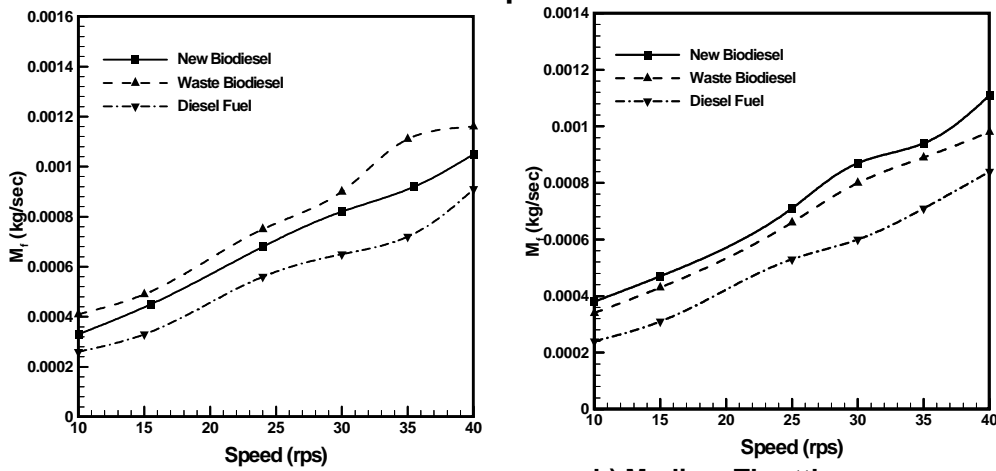 0.0016
0.0014
0.0012
0.001
0.0008
0.0006
0.0004
0.0002
0
M_f (kg/sec)
New Biodiesel
Waste Biodiesel
Diesel Fuel
10 15 20 25 30 35 40
Speed (rps)
0.0014
0.0012
0.001
0.0008
0.0006
0.0004
0.0002
0
M_f (kg/sec)
New Biodiesel
Waste Biodiesel
Diesel Fuel
10 15 20 25 30 35 40
Speed (rps)